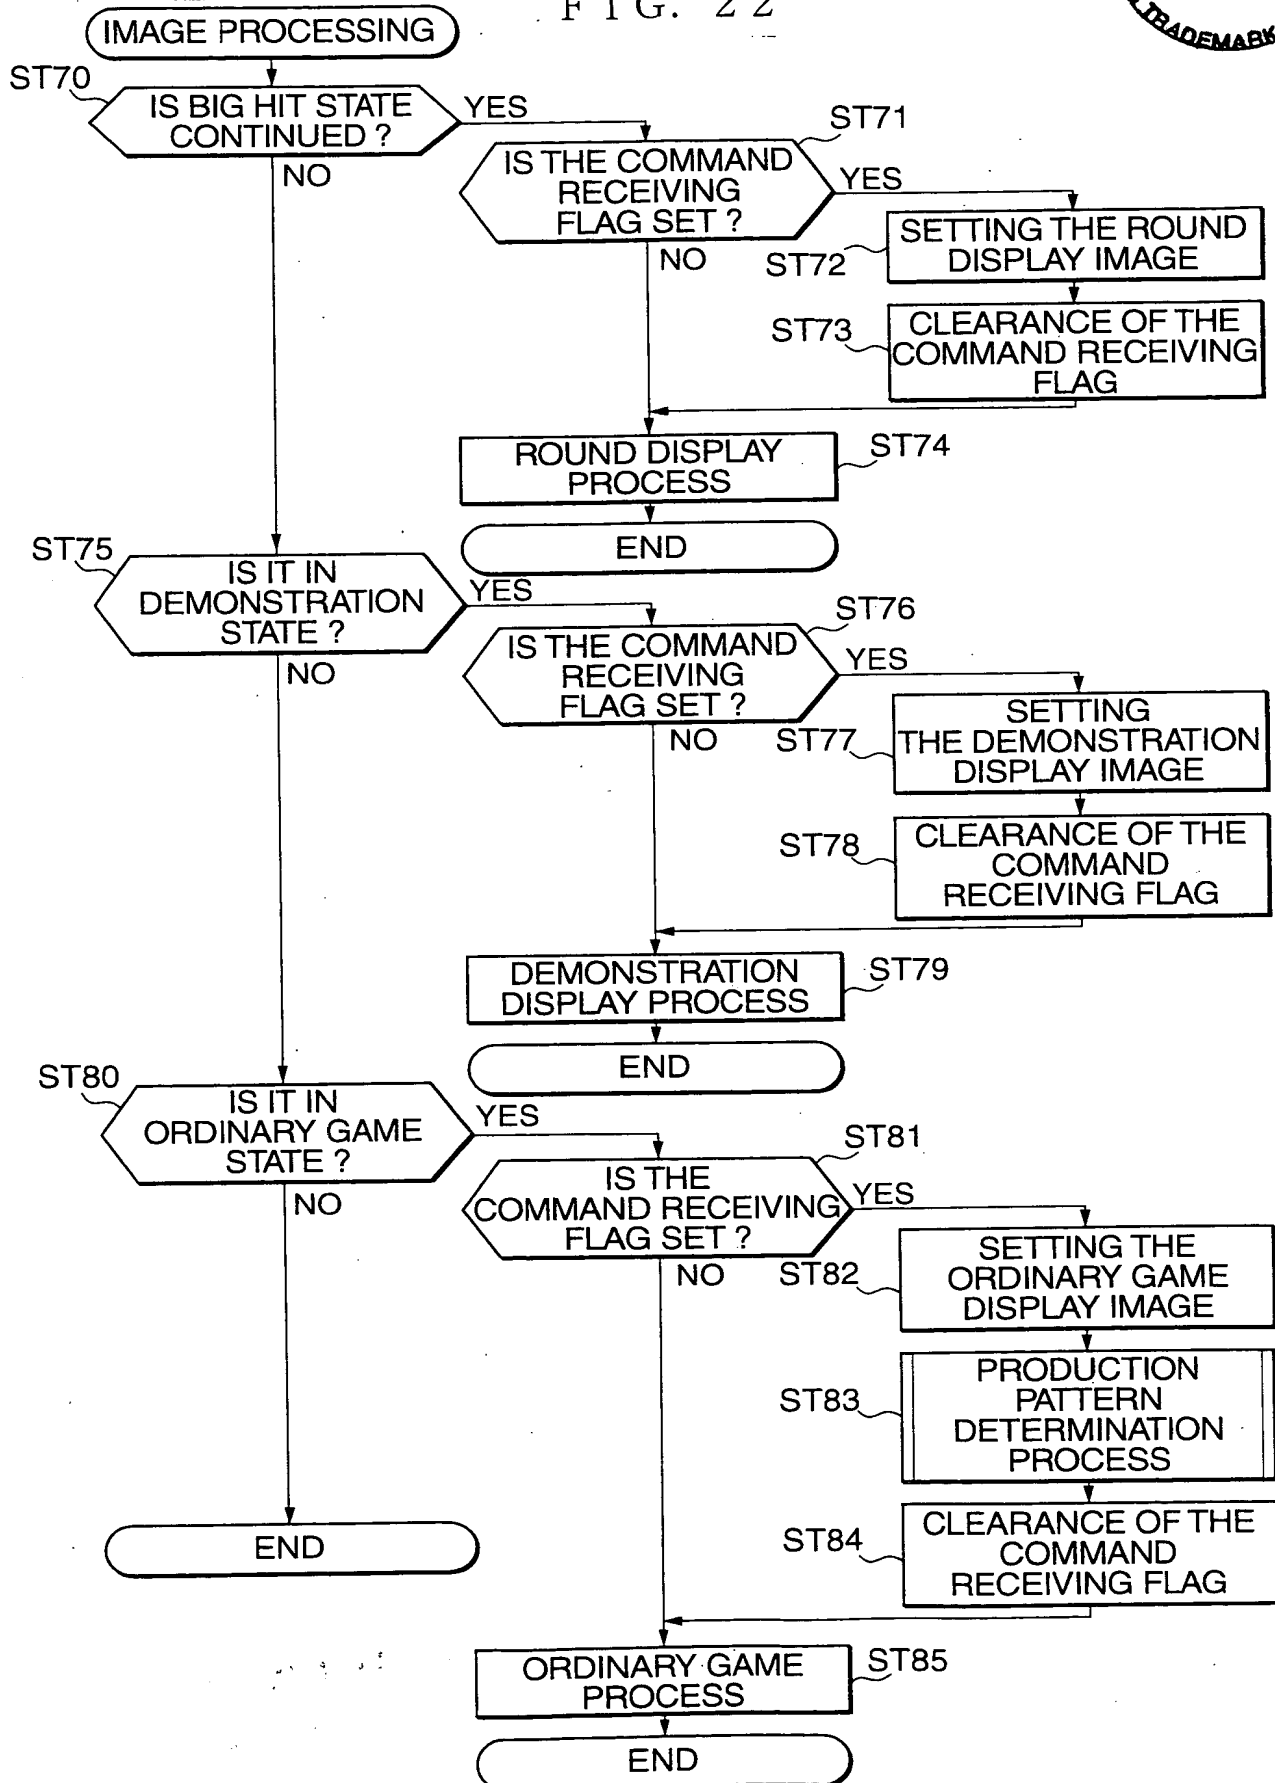 F I G. 2 2
TRADEMARK
IMAGE PROCESSING
ST70
IS BIG HIT STATE
CONTINUED ?
YES
NO
ST71
IS THE COMMAND
RECEIVING
FLAG SET ?
YES
NO
ST72
SETTING THE ROUND
DISPLAY IMAGE
ST73
CLEARANCE OF THE
COMMAND RECEIVING
FLAG
ROUND DISPLAY
PROCESS
ST74
END
ST75
IS IT IN
DEMONSTRATION
STATE ?
YES
NO
ST76
IS THE COMMAND
RECEIVING
FLAG SET ?
YES
NO
ST77
SETTING
THE DEMONSTRATION
DISPLAY IMAGE
ST78
CLEARANCE OF THE
COMMAND
RECEIVING FLAG
DEMONSTRATION
DISPLAY PROCESS
ST79
END
ST80
IS IT IN
ORDINARY GAME
STATE ?
YES
NO
ST81
IS THE
COMMAND RECEIVING
FLAG SET ?
YES
NO
ST82
SETTING THE
ORDINARY GAME
DISPLAY IMAGE
ST83
PRODUCTION
PATTERN
DETERMINATION
PROCESS
ST84
CLEARANCE OF THE
COMMAND
RECEIVING FLAG
END
ORDINARY GAME
PROCESS
ST85
END